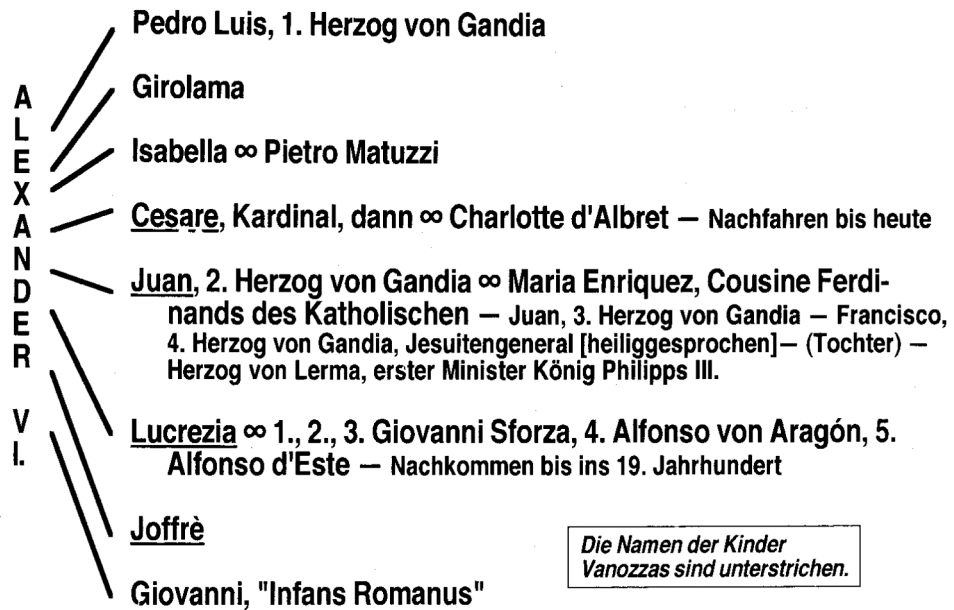 Pedro Luis, 1. Herzog von Gandia
Girolama
Isabella ∞ Pietro Matuzzi
Cesare, Kardinal, dann ∞ Charlotte d'Albret — Nachfahren bis heute
Juan, 2. Herzog von Gandia ∞ Maria Enriquez, Cousine Ferdi-
nands des Katholischen — Juan, 3. Herzog von Gandia — Francisco,
4. Herzog von Gandia, Jesuitengeneral [heiliggesprochen]— (Tochter) —
Herzog von Lerma, erster Minister König Philipps III.
Lucrezia ∞ 1., 2., 3. Giovanni Sforza, 4. Alfonso von Aragón, 5.
Alfonso d'Este — Nachkommen bis ins 19. Jahrhundert
Joffrè
Giovanni, "Infans Romanus"
ALEXANDER VI.
Die Namen der Kinder
Vanozzas sind unterstrichen.